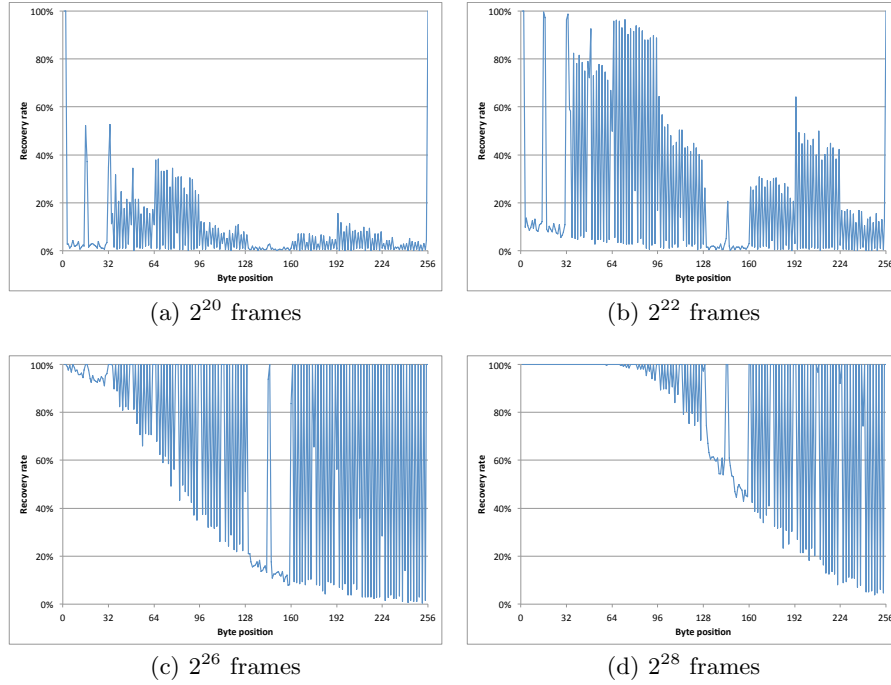 100%
80%
60%
40%
20%
0%
Recovery rate
0 32 64 96 128 160 192 224 256
Byte position
(a) 2^20 frames
100%
80%
60%
40%
20%
0%
Recovery rate
0 32 64 96 128 160 192 224 256
Byte position
(b) 2^22 frames
100%
80%
60%
40%
20%
0%
Recovery rate
0 32 64 96 128 160 192 224 256
Byte position
(c) 2^26 frames
100%
80%
60%
40%
20%
0%
Recovery rate
0 32 64 96 128 160 192 224 256
Byte position
(d) 2^28 frames